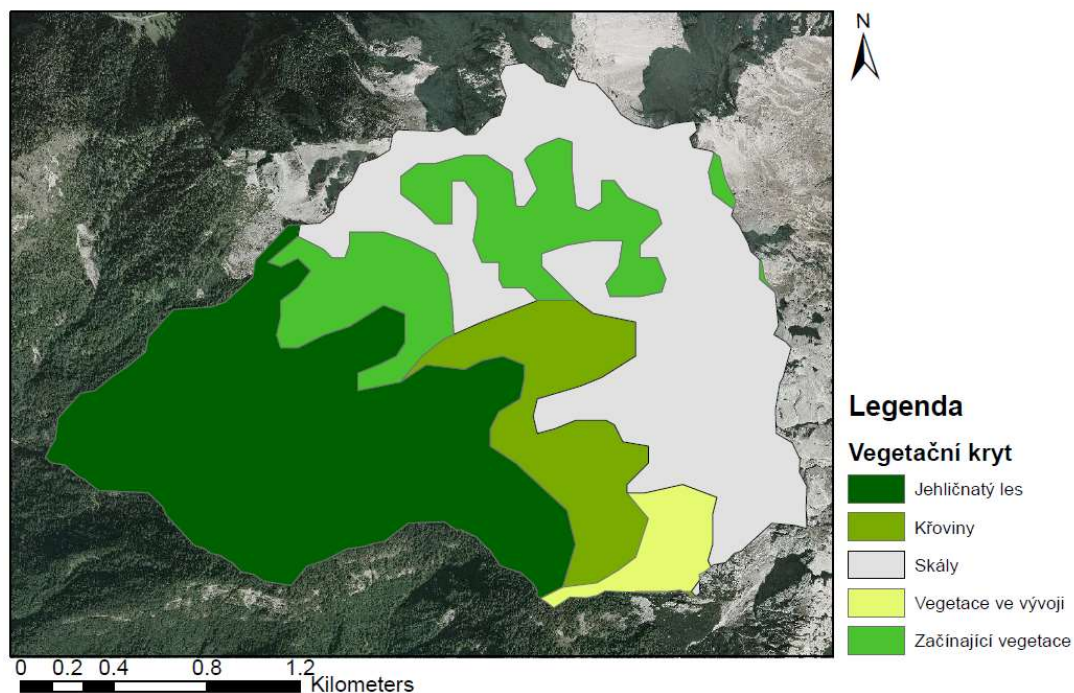 N
Legenda
Vegetační kryt
Jehličnatý les
Křoviny
Skály
Vegetace ve vývoji
Začínající vegetace
0 0.2 0.4 0.8 1.2
Kilometers